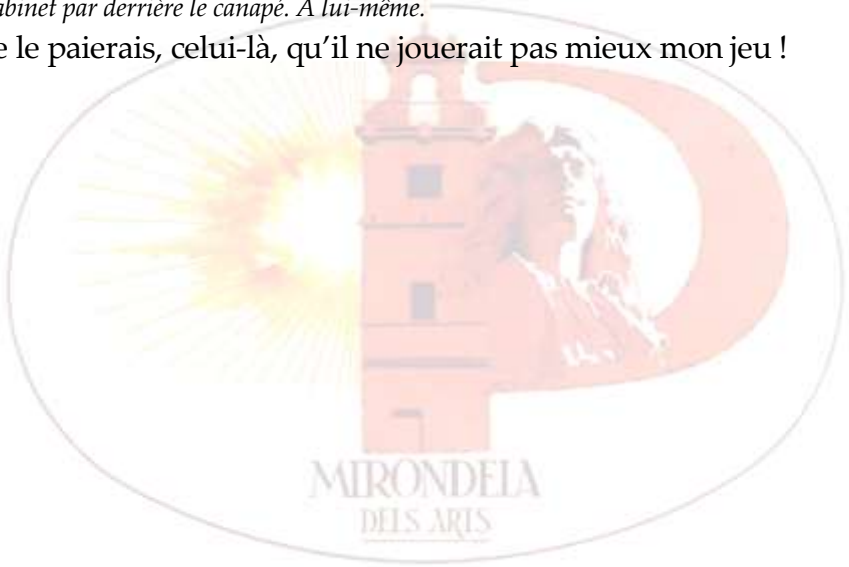 abinet par derrière le canapé. A lui-même.
e le paierais, celui-là, qu'il ne jouerait pas mieux mon jeu !
MIRONDELA
DELS ARTS